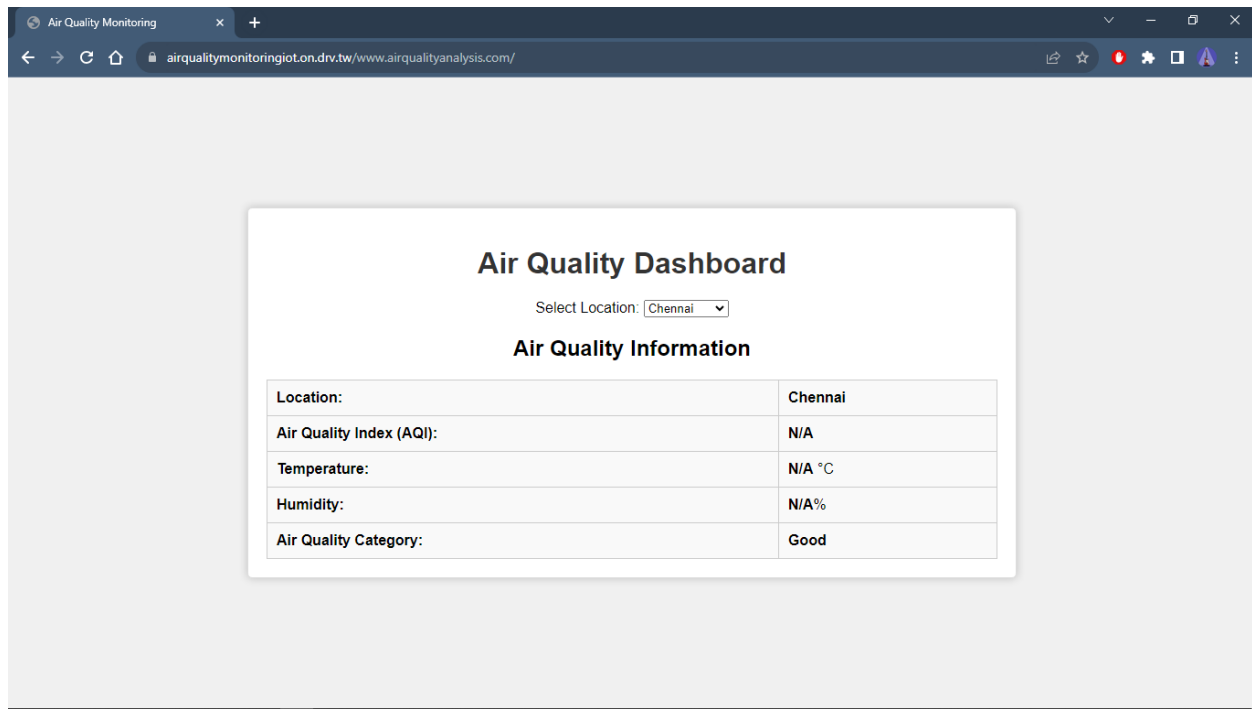 Air Quality Monitoring
airqualitymonitoringiot.on.drv.tw/www.airqualityanalysis.com/
Air Quality Dashboard
Select Location: Chennai
Air Quality Information
Location: Chennai
Air Quality Index (AQI): N/A
Temperature: N/A °C
Humidity: N/A%
Air Quality Category: Good